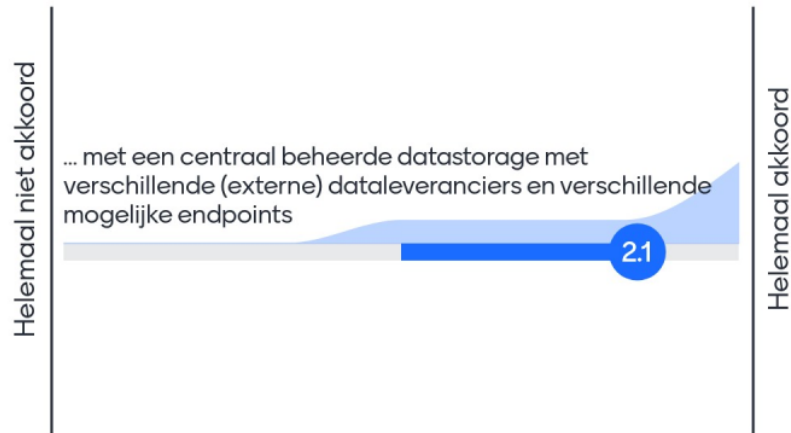 Helemaal niet akkoord
... met een centraal beheerde datastorage met
verschillende (externe) dataleveranciers en verschillende
mogelijke endpoints
2.1
Helemaal akkoord